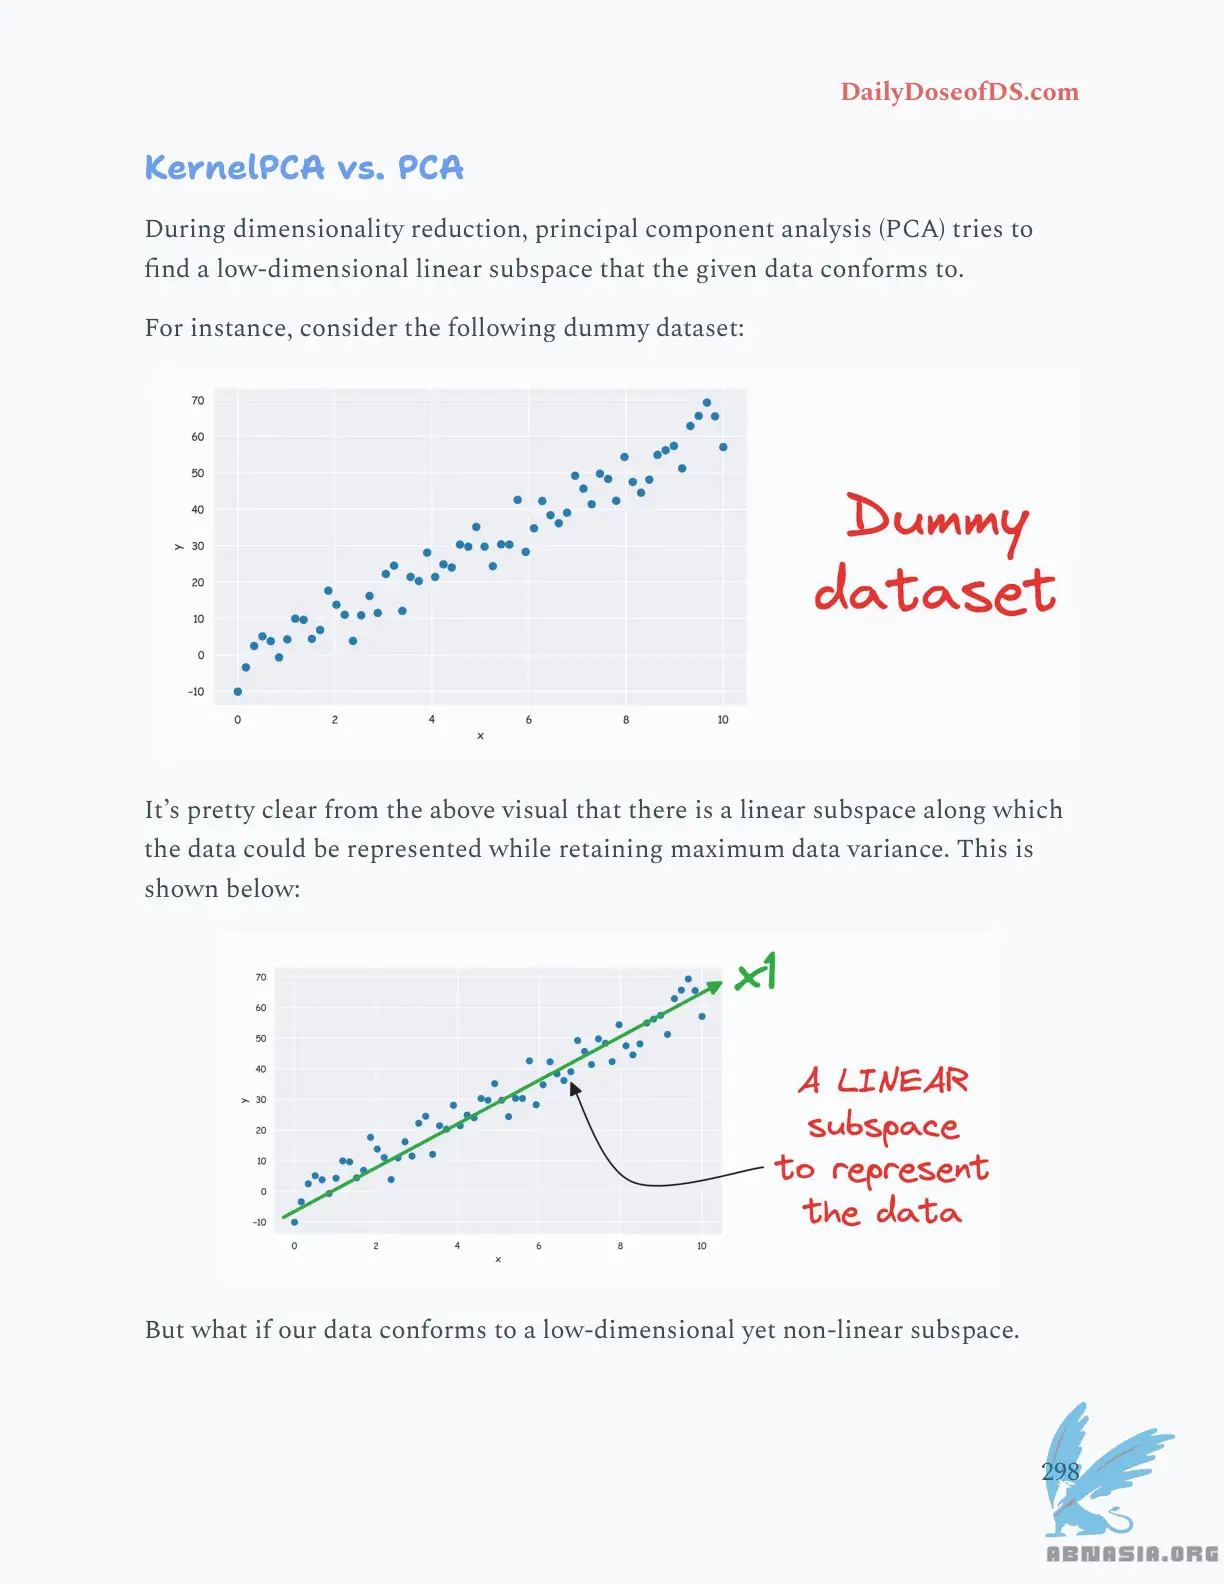 DailyDoseofDS.com
KernelPCA vs. PCA
During dimensionality reduction, principal component analysis (PCA) tries to
find a low-dimensional linear subspace that the given data conforms to.
For instance, consider the following dummy dataset:
70
60
50
40
30
20
10
0
-10
y
0 2 4 6 8 10
x
Dummy
dataset
It's pretty clear from the above visual that there is a linear subspace along which
the data could be represented while retaining maximum data variance. This is
shown below:
70
60
50
40
30
20
10
0
-10
y
0 2 4 6 8 10
x
x1
A LINEAR
subspace
to represent
the data
But what if our data conforms to a low-dimensional yet non-linear subspace.
298
ABNASIA.ORG